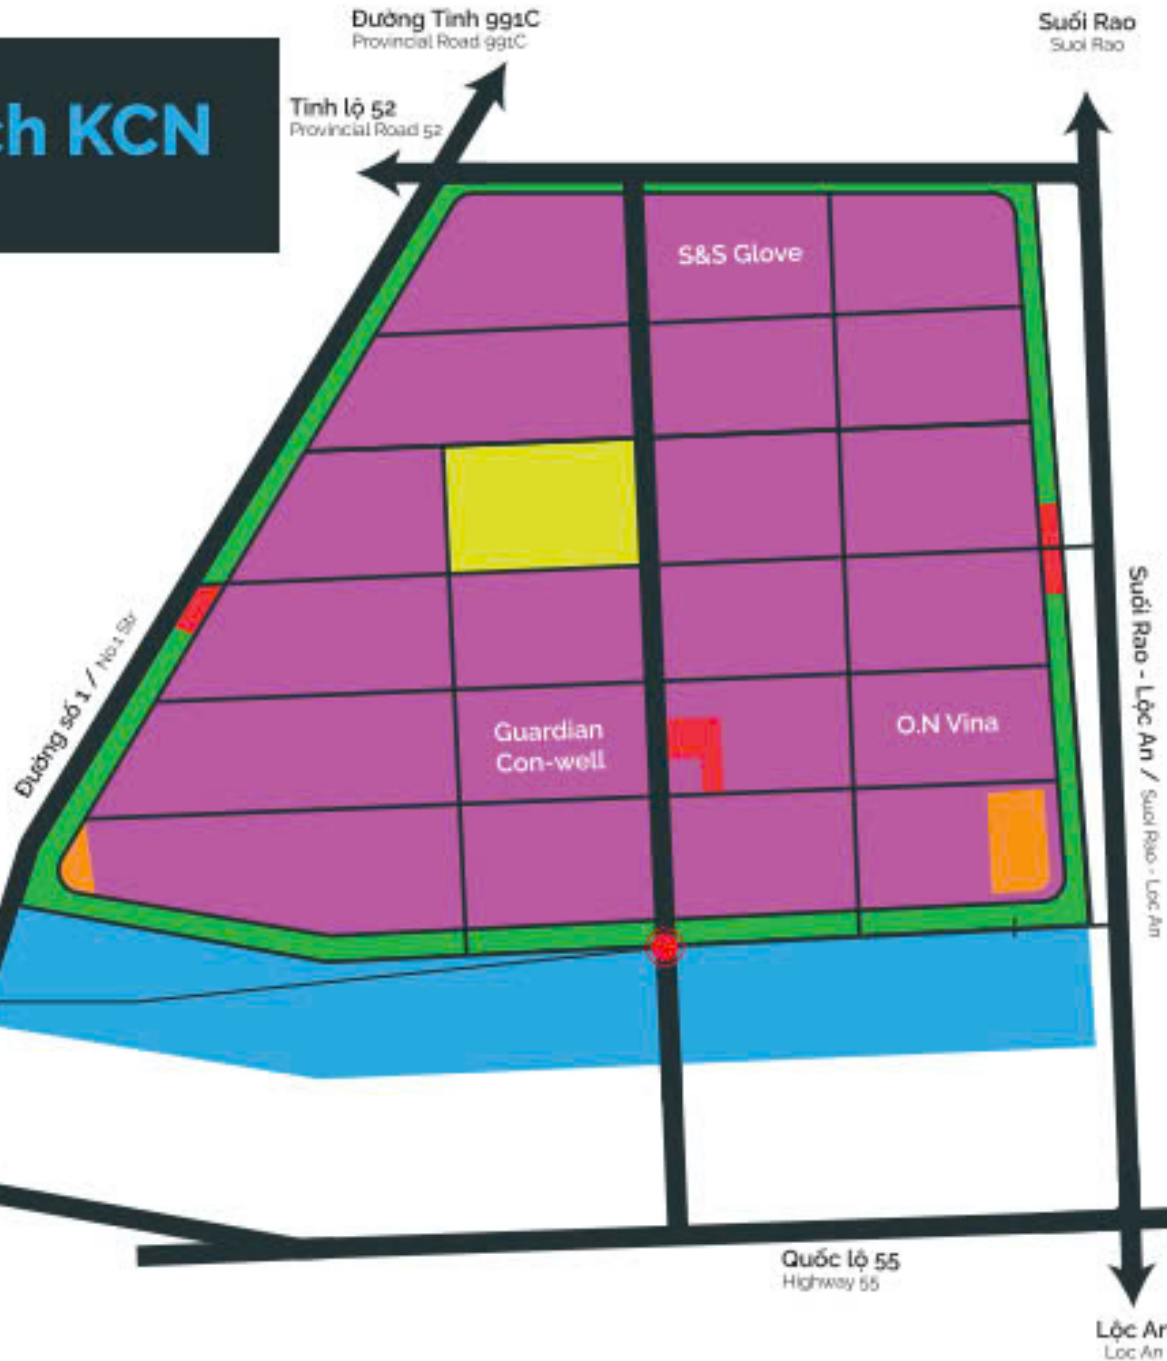 Đường Tỉnh 991C
Provincial Road 991C
Suối Rao
Suoi Rao
ch KCN
Tỉnh lộ 52
Provincial Road 52
S&S Glove
Đường số 1 / No.1 Str
Suối Rao - Lộc An / Suoi Rao - Loc An
Guardian
Con-well
O.N Vina
Quốc lộ 55
Highway 55
Lộc An
Loc An